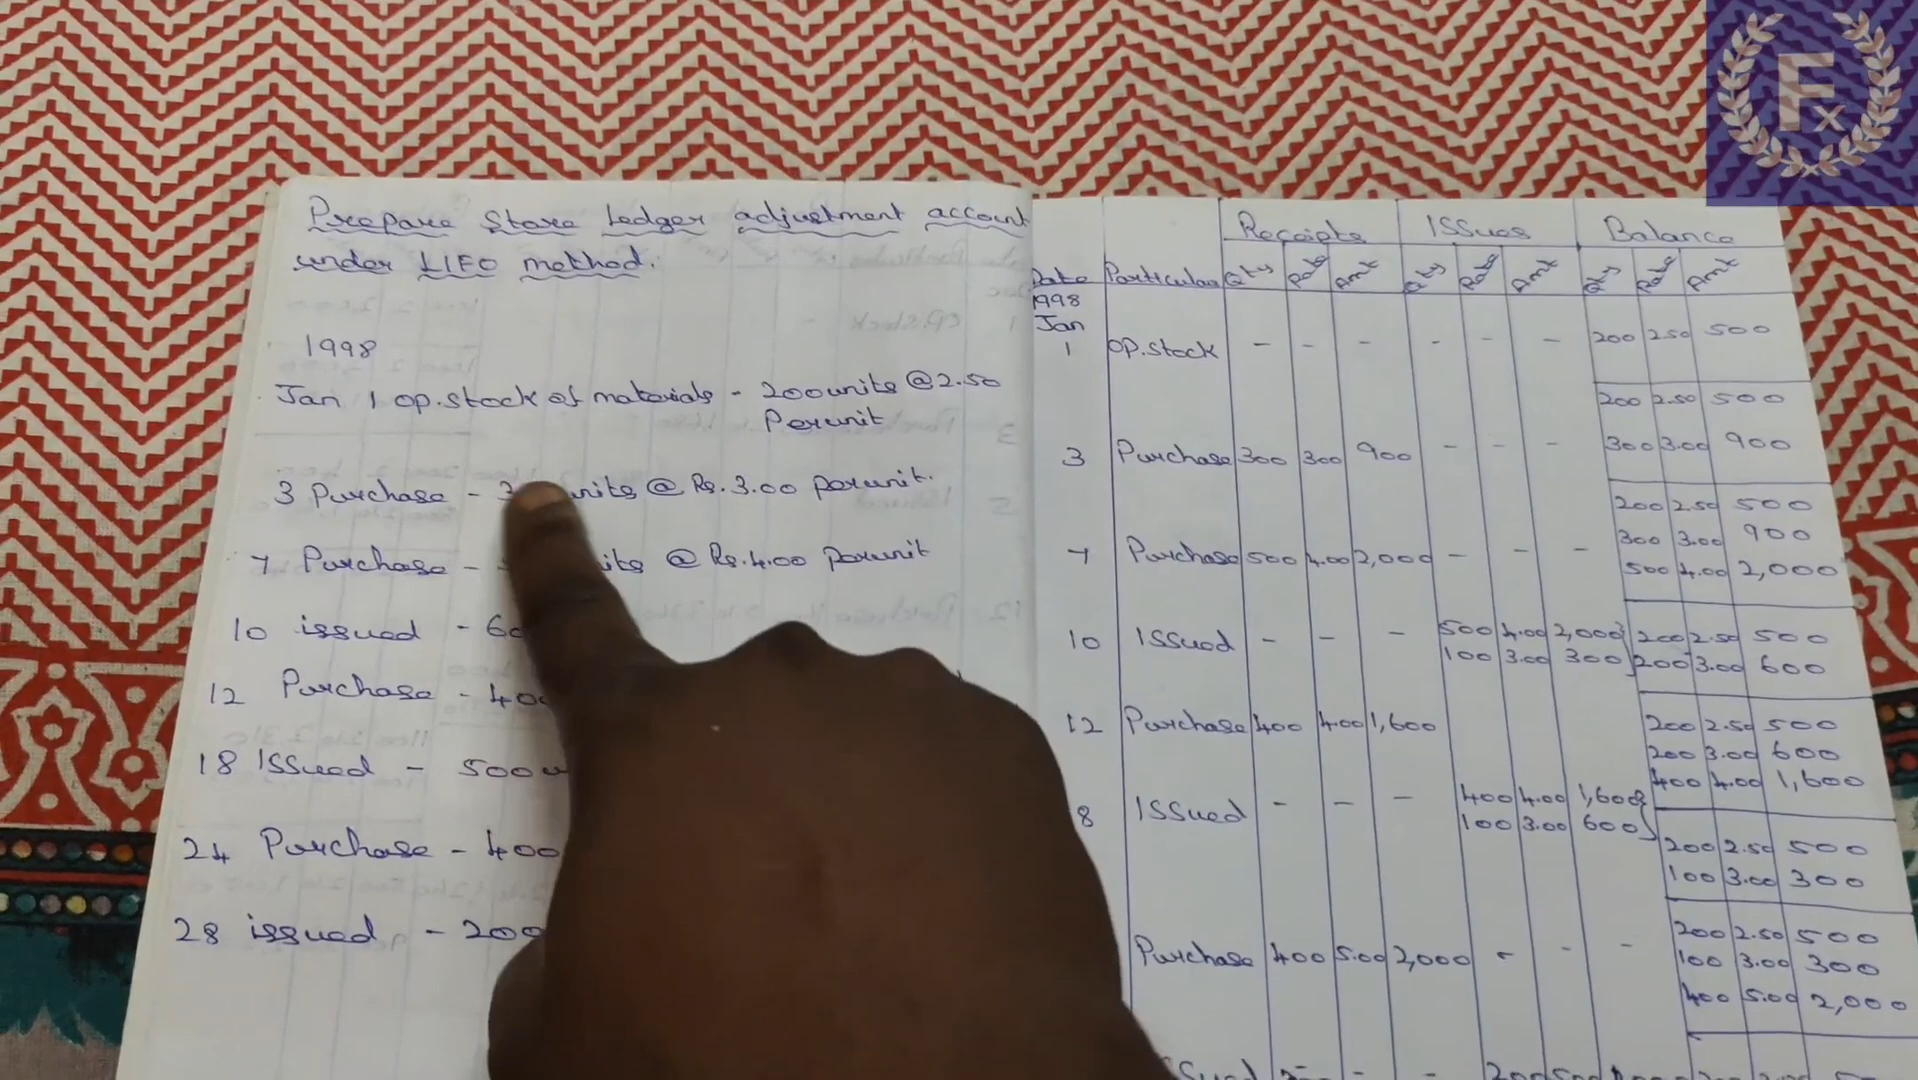 Prepare Store Ledger adjustment account
under LIFO method.
1998
Jan 1 op.stock of materials - 200 units @ 2.50
Per unit
3 Purchase - units @ Rs. 3.00 per unit.
7 Purchase - @ Rs. 4.00 per unit
10 issued -
12 Purchase - 400
18 ISSued - 500
24 Purchase - 400
28 issued - 200
Receipts ISSues Balance
Date Particulars Qty Rate Amt Qty Rate Amt Qty Rate Amt
1998
Jan
1 op.stock - - - - - - 200 2.50 500
200 2.50 500
3 Purchase 300 300 900 - - - 300 3.00 900
200 2.50 500
300 3.00 900
7 Purchase 500 4.00 2,000 - - - 500 4.00 2,000
10 ISSued - - - 500 4.00 2,000 200 2.50 500
100 3.00 300 200 3.00 600
12 Purchase 400 4.00 1,600 200 2.50 500
200 3.00 600
400 4.00 1,600
8 ISSued - - - 400 4.00 1,600
100 3.00 600
200 2.50 500
100 3.00 300
Purchase 400 5.00 2,000 - - - 200 2.50 500
100 3.00 300
400 5.00 2,000
Fx